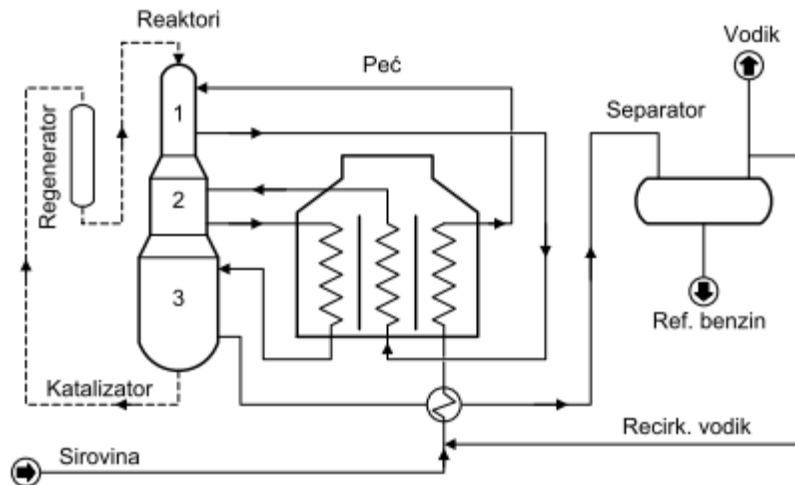 Reaktori
Vodik
Peć
Separator
Regenerator
1
2
3
Ref. benzin
Katalizator
Recirk. vodik
Sirovina